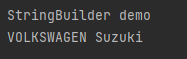 StringBuilder demo
VOLKSWAGEN Suzuki